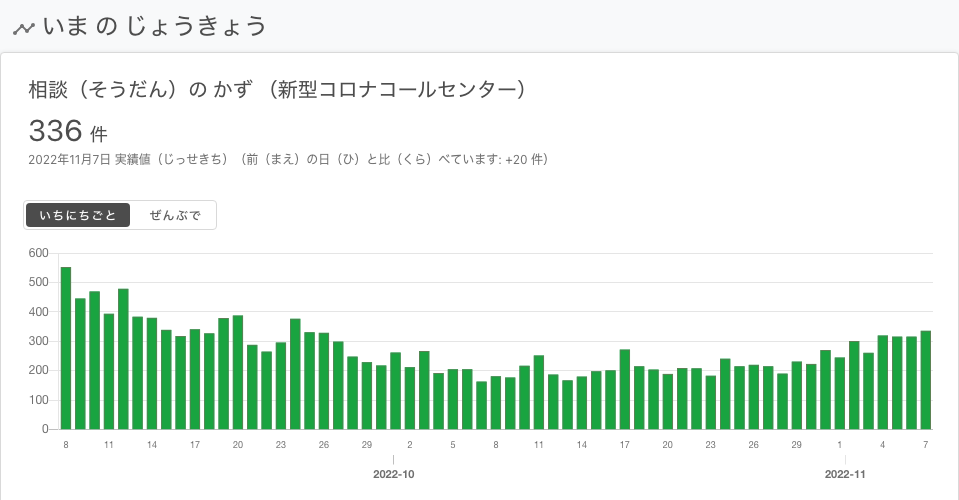 いま の じょうきょう
相談（そうだん）の かず （新型コロナコールセンター）
336 件
2022年11月7日 実績値（じっせきち）（前（まえ）の日（ひ）と比（くら）べています: +20 件）
いちにちごと ぜんぶで
600
500
400
300
200
100
0
8 11 14 17 20 23 26 29 2 5 8 11 14 17 20 23 26 29 1 4 7
2022-10 2022-11